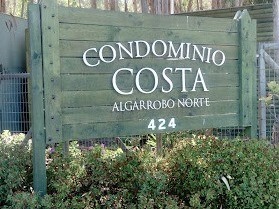 CONDOMINIO
COSTA
ALGARROBO NORTE
424